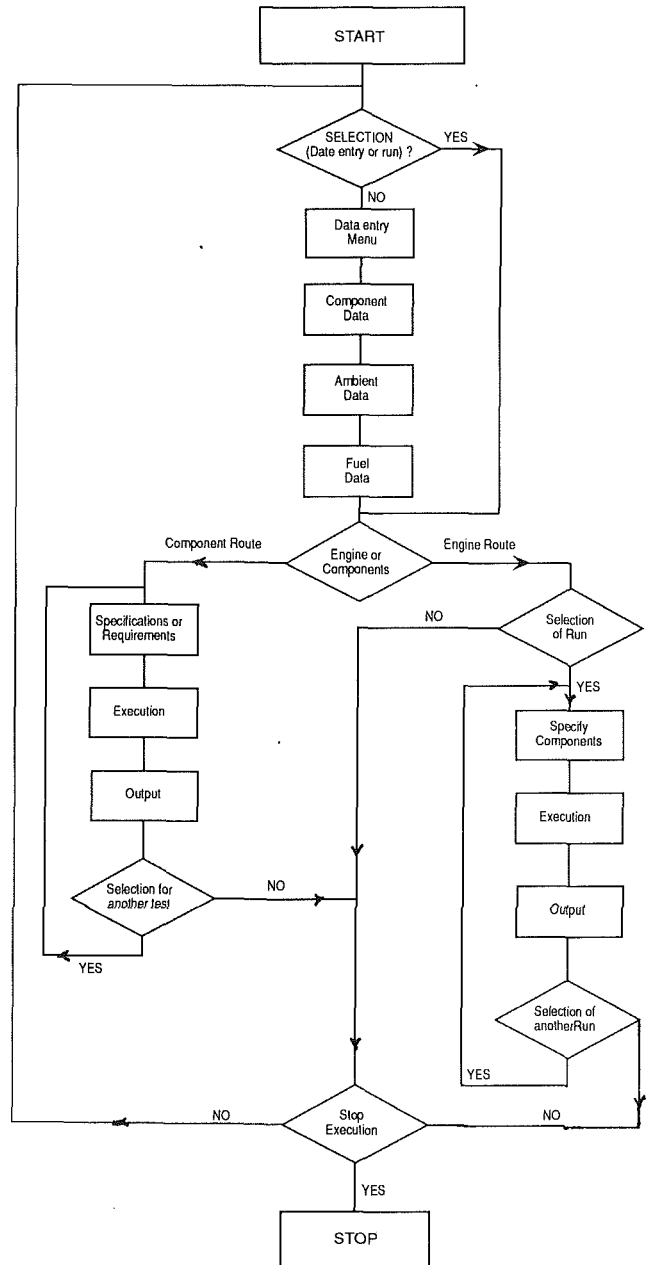 START
SELECTION
(Date entry or run) ?
YES
NO
Data entry
Menu
Component
Data
Ambient
Data
Fuel
Data
Component Route
Engine or
Components
Engine Route
Specifications or
Requirements
NO
Selection
of Run
YES
Execution
Specify
Components
Output
Execution
Selection for
another test
NO
YES
Output
Selection of
anotherRun
YES
NO
Stop
Execution
NO
YES
STOP